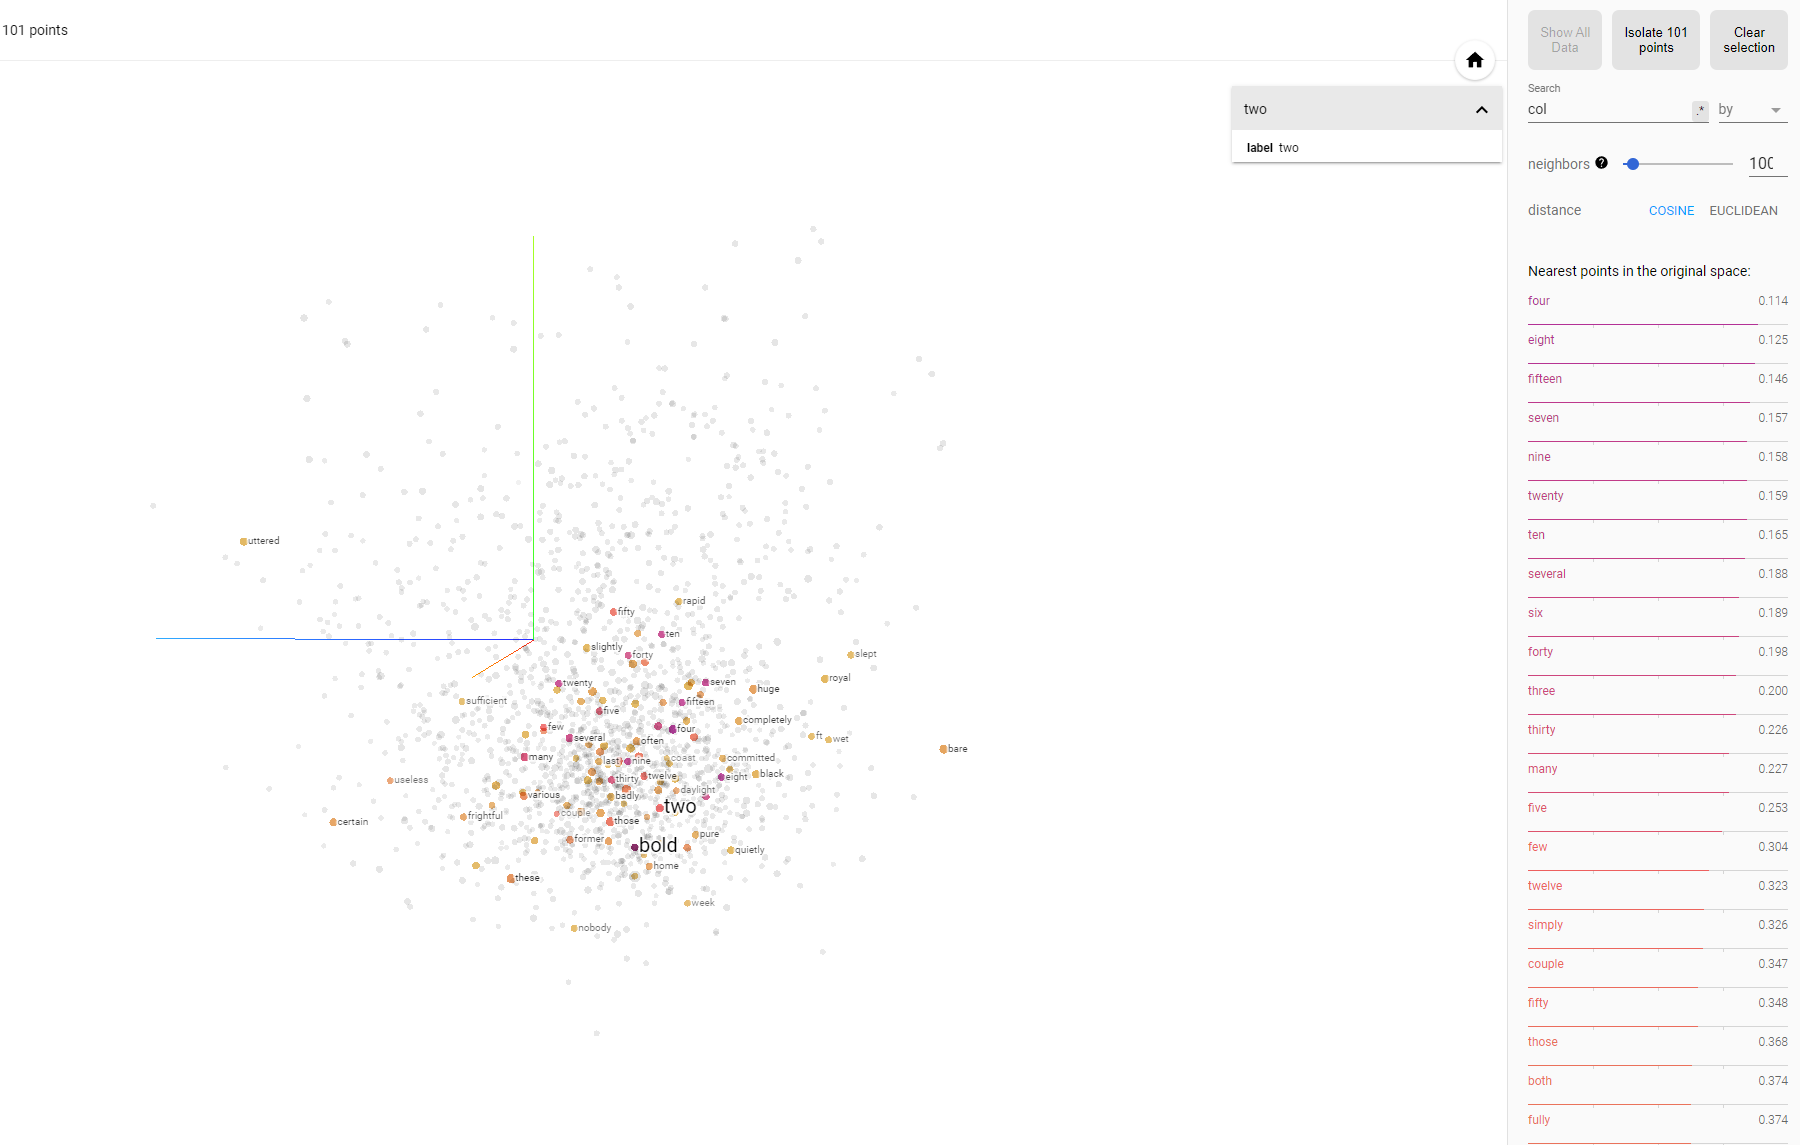 101 points
Show All Data
Isolate 101 points
Clear selection
Search
col
.*
by
two
label two
neighbors
?
100
distance
COSINE
EUCLIDEAN
Nearest points in the original space:
four 0.114
eight 0.125
fifteen 0.146
seven 0.157
nine 0.158
twenty 0.159
ten 0.165
several 0.188
six 0.189
forty 0.198
three 0.200
thirty 0.226
many 0.227
five 0.253
few 0.304
twelve 0.323
simply 0.326
couple 0.347
fifty 0.348
those 0.368
both 0.374
fully 0.374
uttered
rapid
fifty
ten
slightly
forty
slept
royal
twenty
seven
huge
sufficient
fifteen
five
completely
few
four
several
often
ft
wet
bare
many
last
nine
coast
committed
useless
thirty
twelve
eight
black
various
badly
daylight
two
certain
frightful
couple
those
former
bold
pure
quietly
home
these
week
nobody